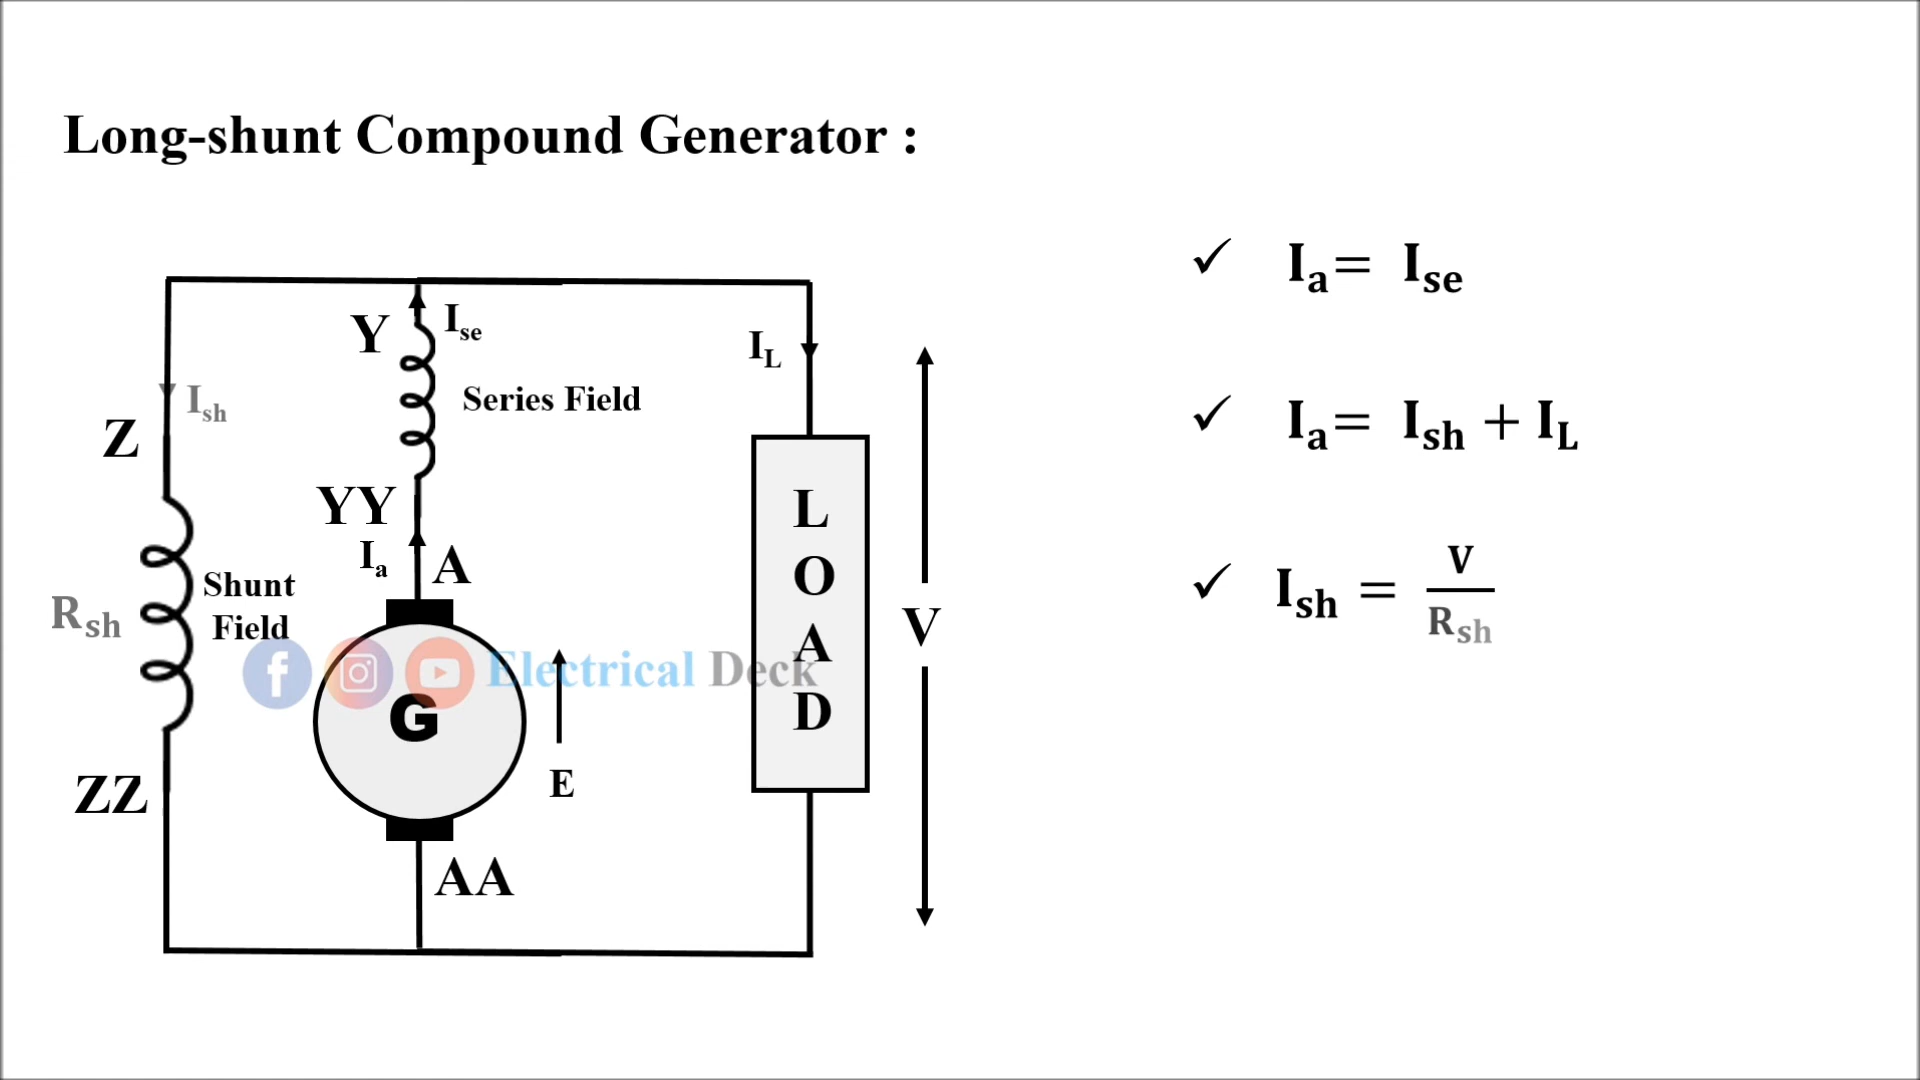 Long-shunt Compound Generator :
✓ Iₐ= Ise
Y Ise
IL
Ish
Series Field
✓ Iₐ= Ish + IL
Z
YY
Iₐ A
✓ Ish = V/Rsh
Shunt
Field
Rsh
L
O
A
D
V
Electrical Deck
G
E
ZZ
AA